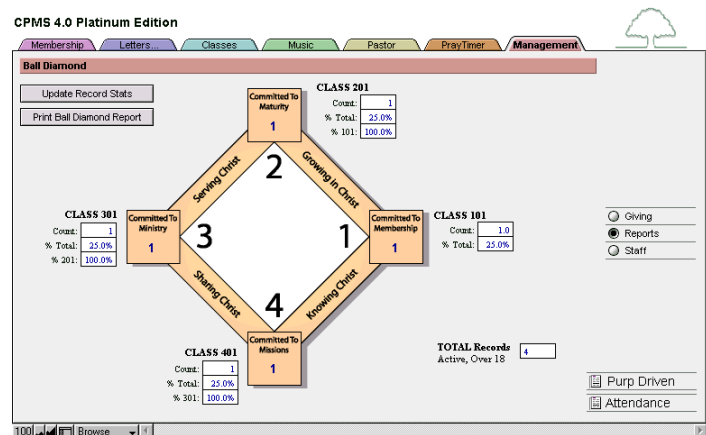 CPMS 4.0 Platinum Edition
Membership
Letters...
Classes
Music
Pastor
PrayTimer
Management
Ball Diamond
Update Record Stats
Print Ball Diamond Report
CLASS 201
Count: 1
% Total: 25.0%
% 101: 100.0%
Committed To
Maturity
1
2
Serving Christ
Growing in Christ
CLASS 301
Count: 1
% Total: 25.0%
% 201: 100.0%
Committed To
Ministry
1
3
1
Committed To
Membership
1
CLASS 101
Count: 1.0
% Total: 25.0%
Giving
Reports
Staff
Sharing Christ
Knowing Christ
4
Committed To
Missions
1
CLASS 401
Count: 1
% Total: 25.0%
% 301: 100.0%
TOTAL Records 4
Active, Over 18
Purp Driven
Attendance
100 Browse